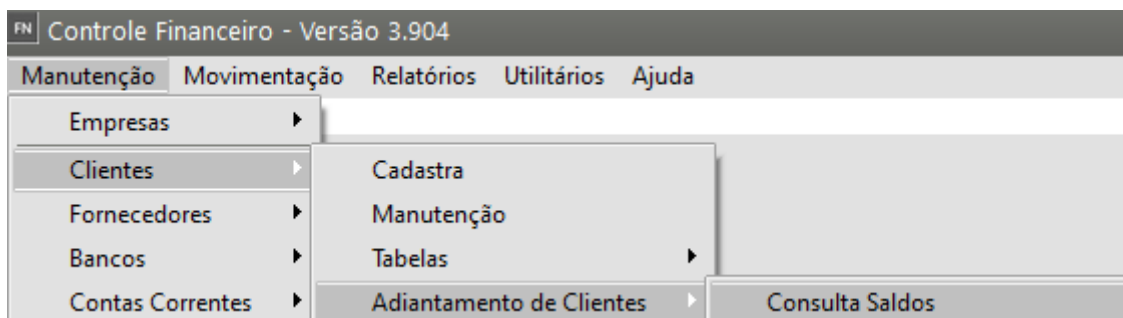 FN Controle Financeiro - Versão 3.904
Manutenção Movimentação Relatórios Utilitários Ajuda
Empresas
Clientes Cadastra
Fornecedores Manutenção
Bancos Tabelas
Contas Correntes Adiantamento de Clientes Consulta Saldos